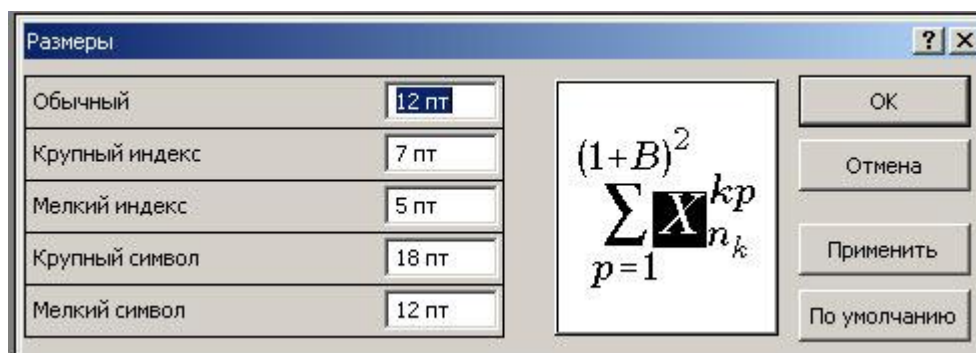 Размеры
Обычный 12 пт
Крупный индекс 7 пт
Мелкий индекс 5 пт
Крупный символ 18 пт
Мелкий символ 12 пт
(1+B)^2
∑ X^{kp}_{n_k}
p=1
OK
Отмена
Применить
По умолчанию